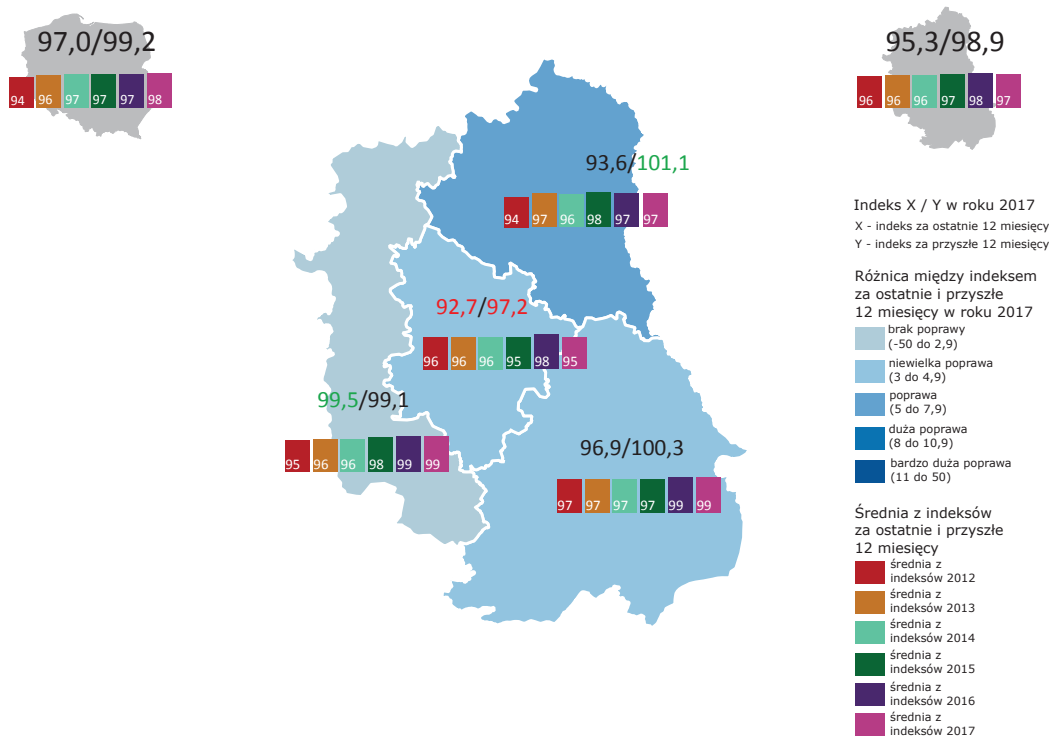 97,0/99,2
94 96 97 97 97 98
95,3/98,9
96 96 96 97 98 97
93,6/101,1
94 97 96 98 97 97
92,7/97,2
96 96 96 95 98 95
99,5/99,1
95 96 96 98 99 99
96,9/100,3
97 97 97 97 99 99
Indeks X / Y w roku 2017
X - indeks za ostatnie 12 miesięcy
Y - indeks za przyszłe 12 miesięcy
Różnica między indeksem
za ostatnie i przyszłe
12 miesięcy w roku 2017
brak poprawy
(-50 do 2,9)
niewielka poprawa
(3 do 4,9)
poprawa
(5 do 7,9)
duża poprawa
(8 do 10,9)
bardzo duża poprawa
(11 do 50)
Średnia z indeksów
za ostatnie i przyszłe
12 miesięcy
średnia z
indeksów 2012
średnia z
indeksów 2013
średnia z
indeksów 2014
średnia z
indeksów 2015
średnia z
indeksów 2016
średnia z
indeksów 2017